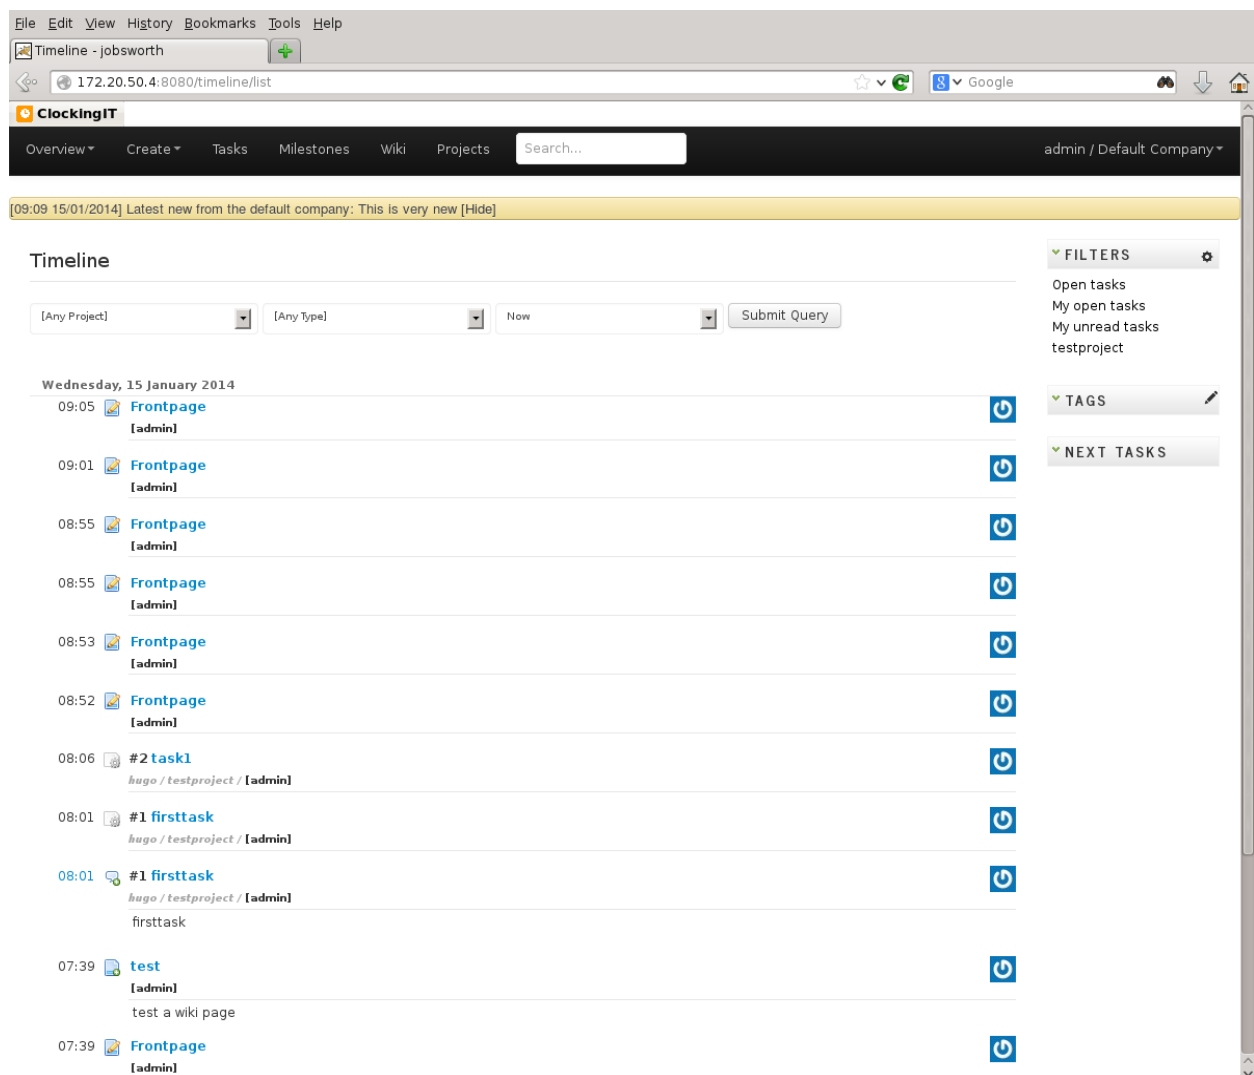 File Edit View History Bookmarks Tools Help
Timeline - jobsworth
172.20.50.4:8080/timeline/list
Google
ClockingIT
Overview Create Tasks Milestones Wiki Projects Search... admin / Default Company
[09:09 15/01/2014] Latest new from the default company: This is very new [Hide]
Timeline
[Any Project] [Any Type] Now Submit Query
Wednesday, 15 January 2014
09:05 Frontpage
[admin]
09:01 Frontpage
[admin]
08:55 Frontpage
[admin]
08:55 Frontpage
[admin]
08:53 Frontpage
[admin]
08:52 Frontpage
[admin]
08:06 #2 task1
hugo / testproject / [admin]
08:01 #1 firsttask
hugo / testproject / [admin]
08:01 #1 firsttask
hugo / testproject / [admin]
firsttask
07:39 test
[admin]
test a wiki page
07:39 Frontpage
[admin]
FILTERS
Open tasks
My open tasks
My unread tasks
testproject
TAGS
NEXT TASKS